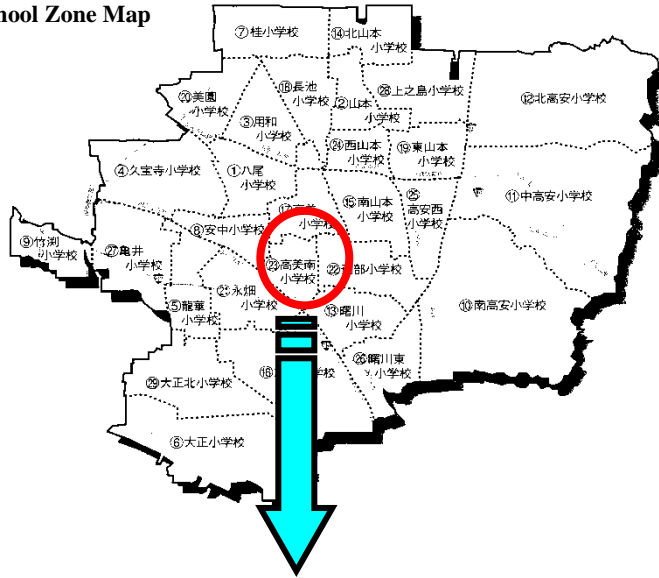 hool Zone Map
⑦桂小学校
⑭北山本
小学校
⑳美園
小学校
⑱長池
小学校
②山本
小学校
㉘上之島小学校
⑫北高安小学校
③用和
小学校
㉔西山本
小学校
⑲東山本
小学校
④久宝寺小学校
①八尾
小学校
⑮南山本
小学校
㉕
高安西
小学校
⑪中高安小学校
小学校
⑧安中小学校
⑨竹渕
小学校
㉗亀井
小学校
㉓高美南
小学校
部小学校
⑩南高安小学校
㉑永畑
小学校
⑤龍華
小学校
⑬曙川
小学校
㉖曙川東
小学校
㉙大正北小学校
⑯
学校
⑥大正小学校